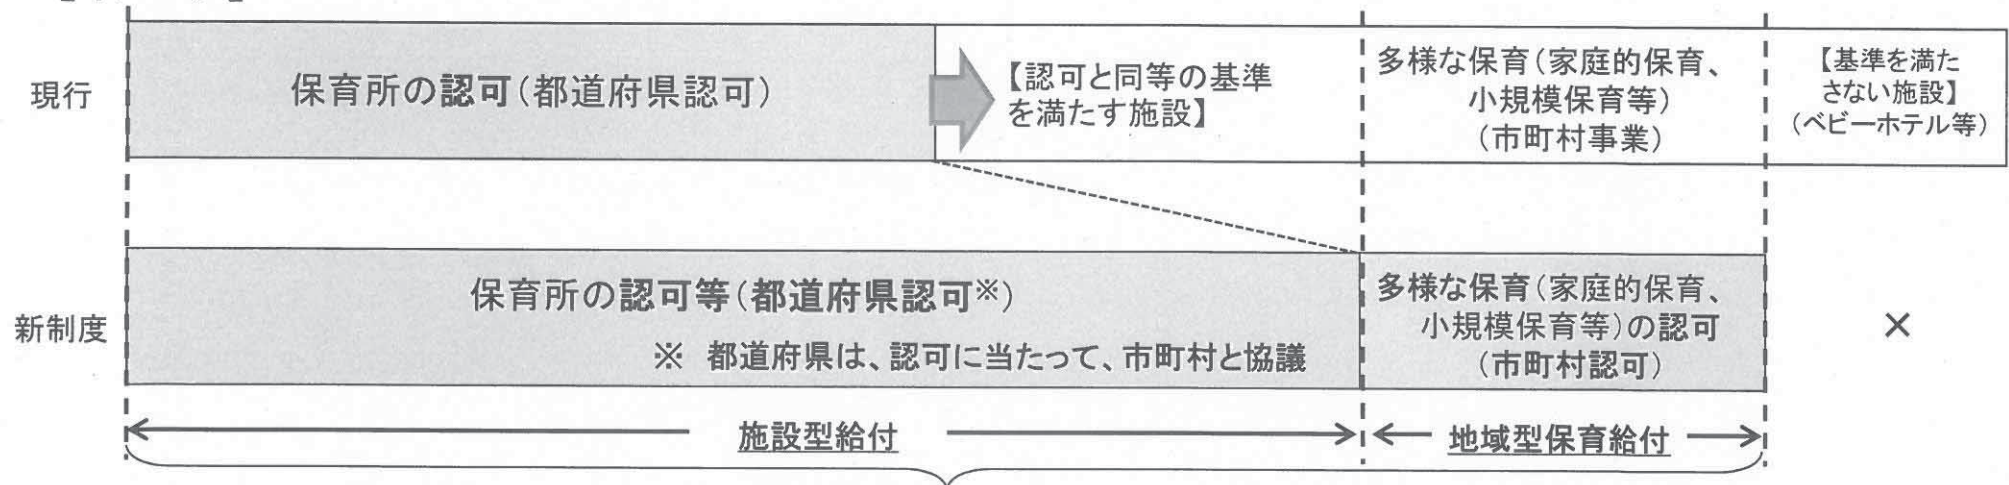 現行
保育所の認可(都道府県認可)
【認可と同等の基準
を満たす施設】
多様な保育(家庭的保育、
小規模保育等)
(市町村事業)
【基準を満た
さない施設】
(ベビーホテル等)
新制度
保育所の認可等(都道府県認可※)
※ 都道府県は、認可に当たって、市町村と協議
多様な保育(家庭的保育、
小規模保育等)の認可
(市町村認可)
×
施設型給付
地域型保育給付